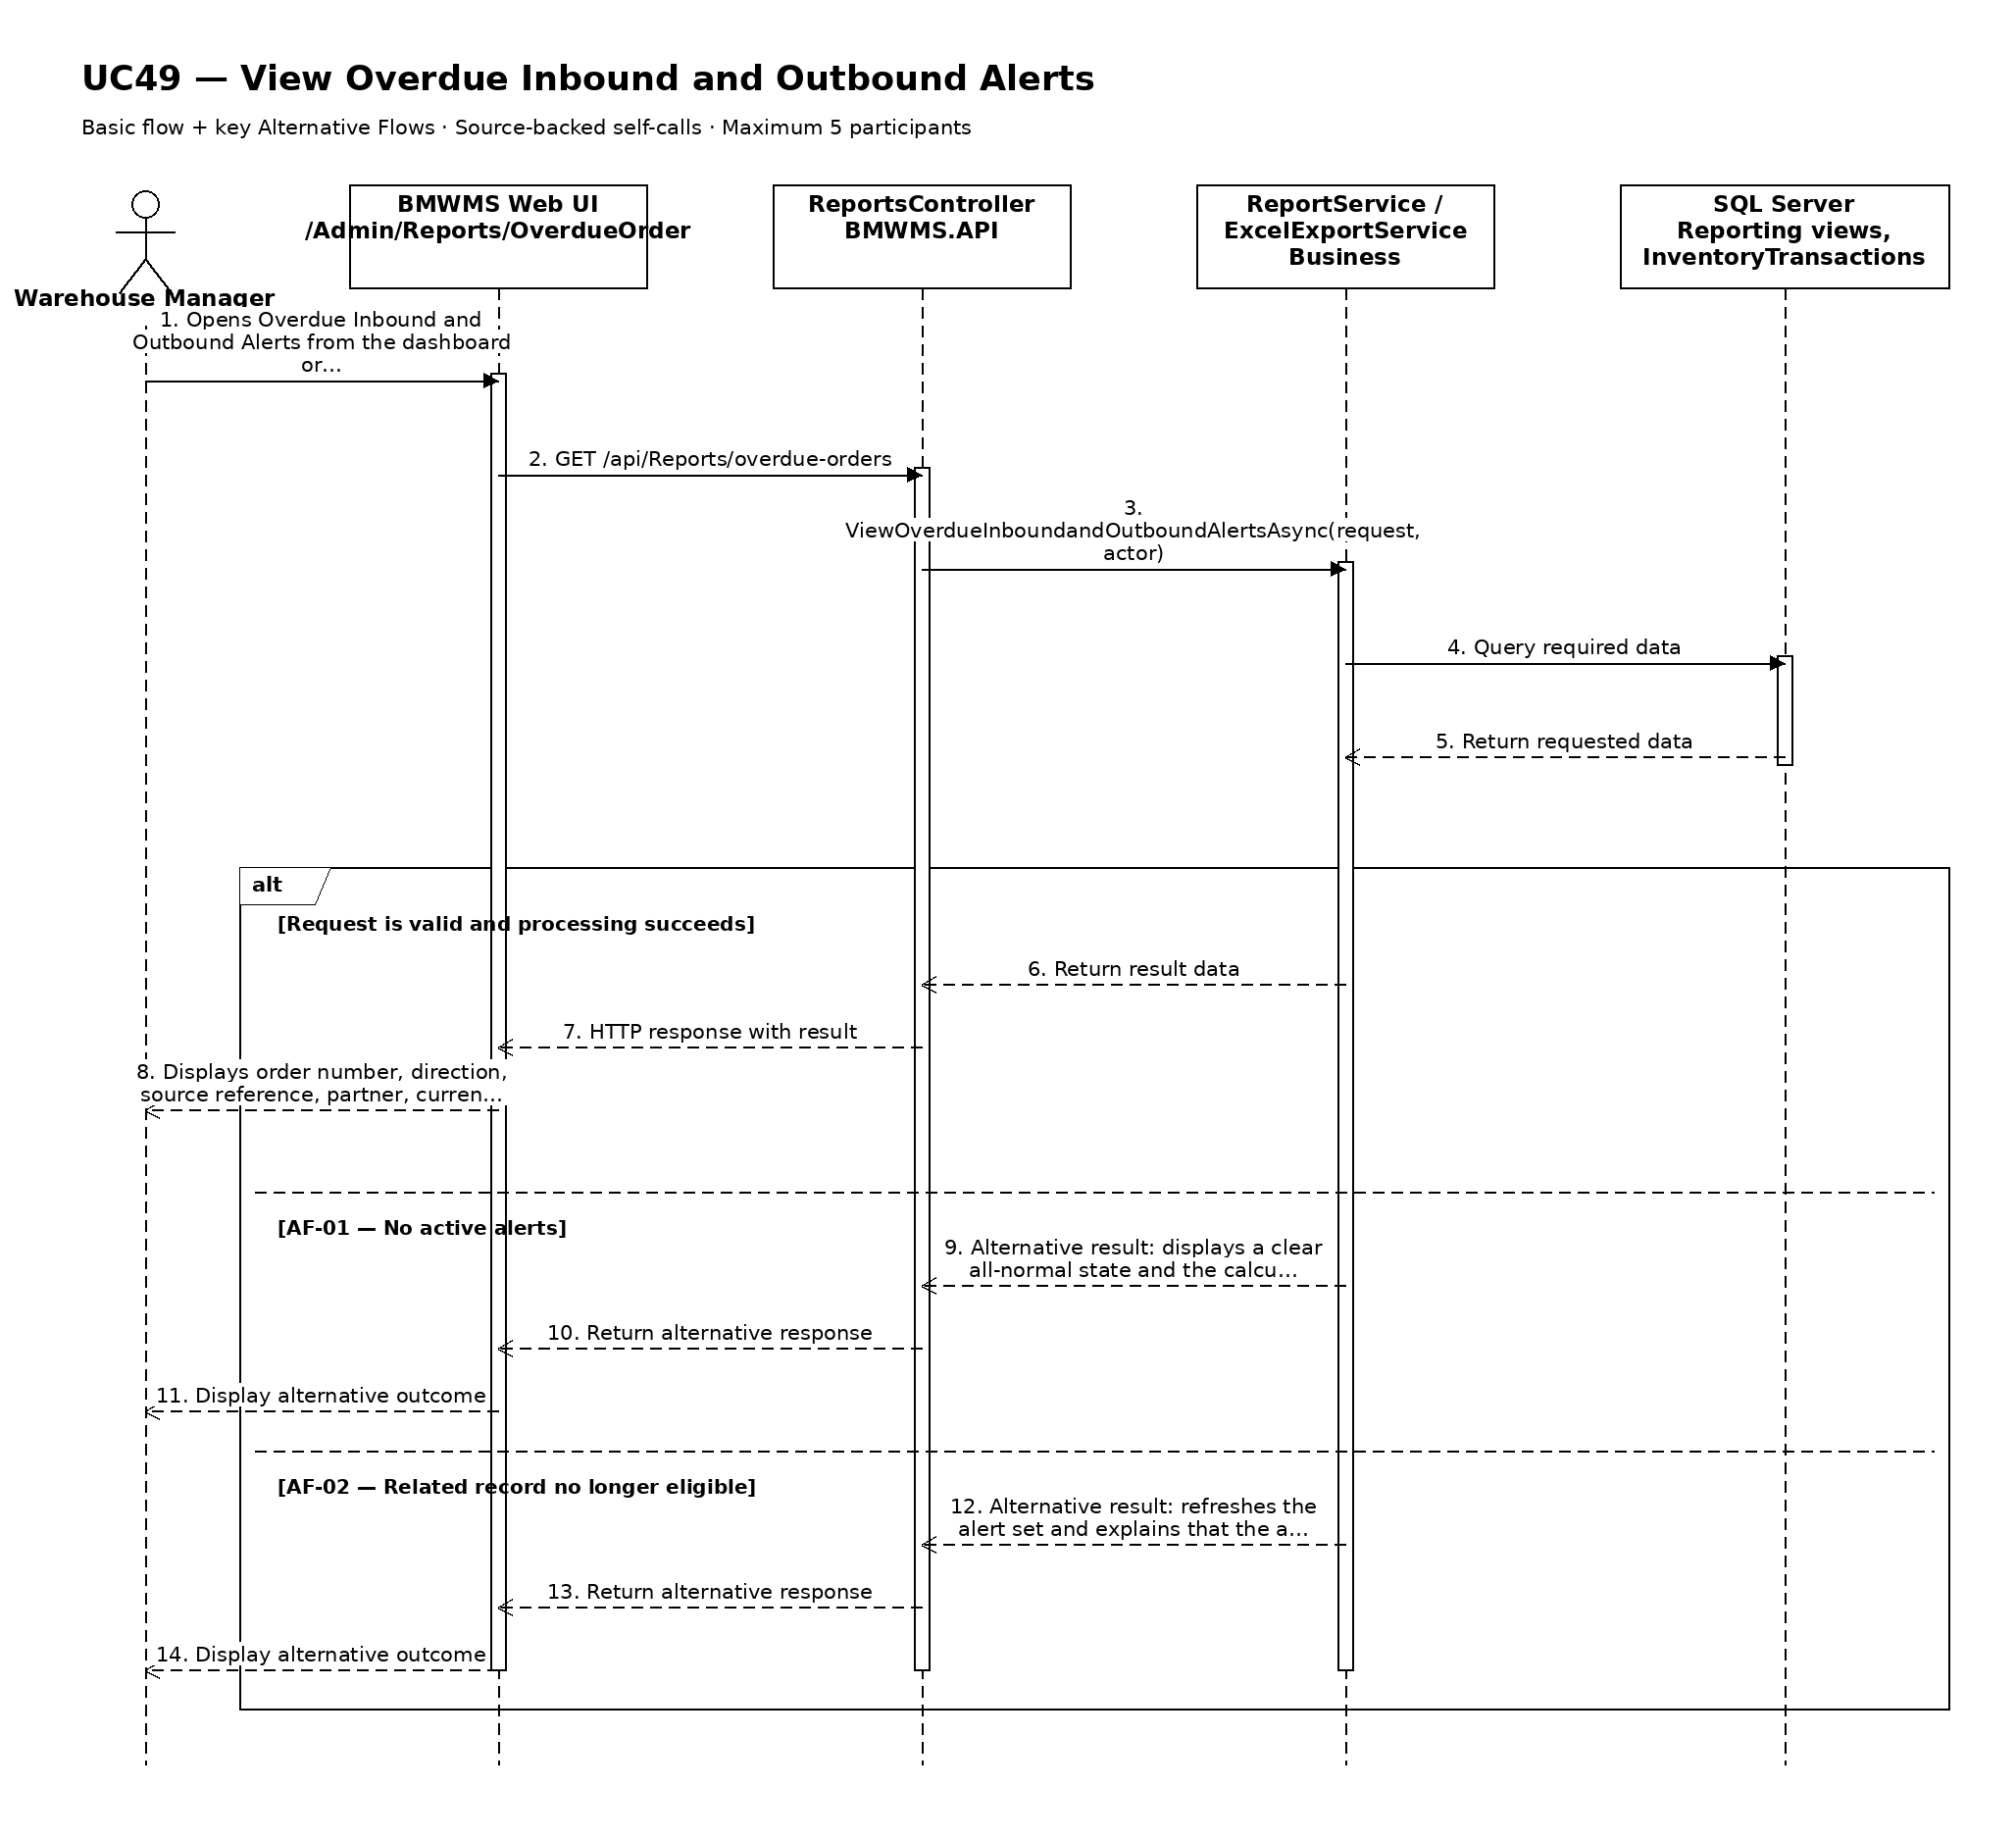 UC49 — View Overdue Inbound and Outbound Alerts
Basic flow + key Alternative Flows · Source-backed self-calls · Maximum 5 participants
Warehouse Manager
BMWMS Web UI
/Admin/Reports/OverdueOrder
ReportsController
BMWMS.API
ReportService /
ExcelExportService
Business
SQL Server
Reporting views,
InventoryTransactions
1. Opens Overdue Inbound and
Outbound Alerts from the dashboard
or...
2. GET /api/Reports/overdue-orders
3.
ViewOverdueInboundandOutboundAlertsAsync(request,
actor)
4. Query required data
5. Return requested data
alt
[Request is valid and processing succeeds]
6. Return result data
7. HTTP response with result
8. Displays order number, direction,
source reference, partner, curren...
[AF-01 — No active alerts]
9. Alternative result: displays a clear
all-normal state and the calcu...
10. Return alternative response
11. Display alternative outcome
[AF-02 — Related record no longer eligible]
12. Alternative result: refreshes the
alert set and explains that the a...
13. Return alternative response
14. Display alternative outcome